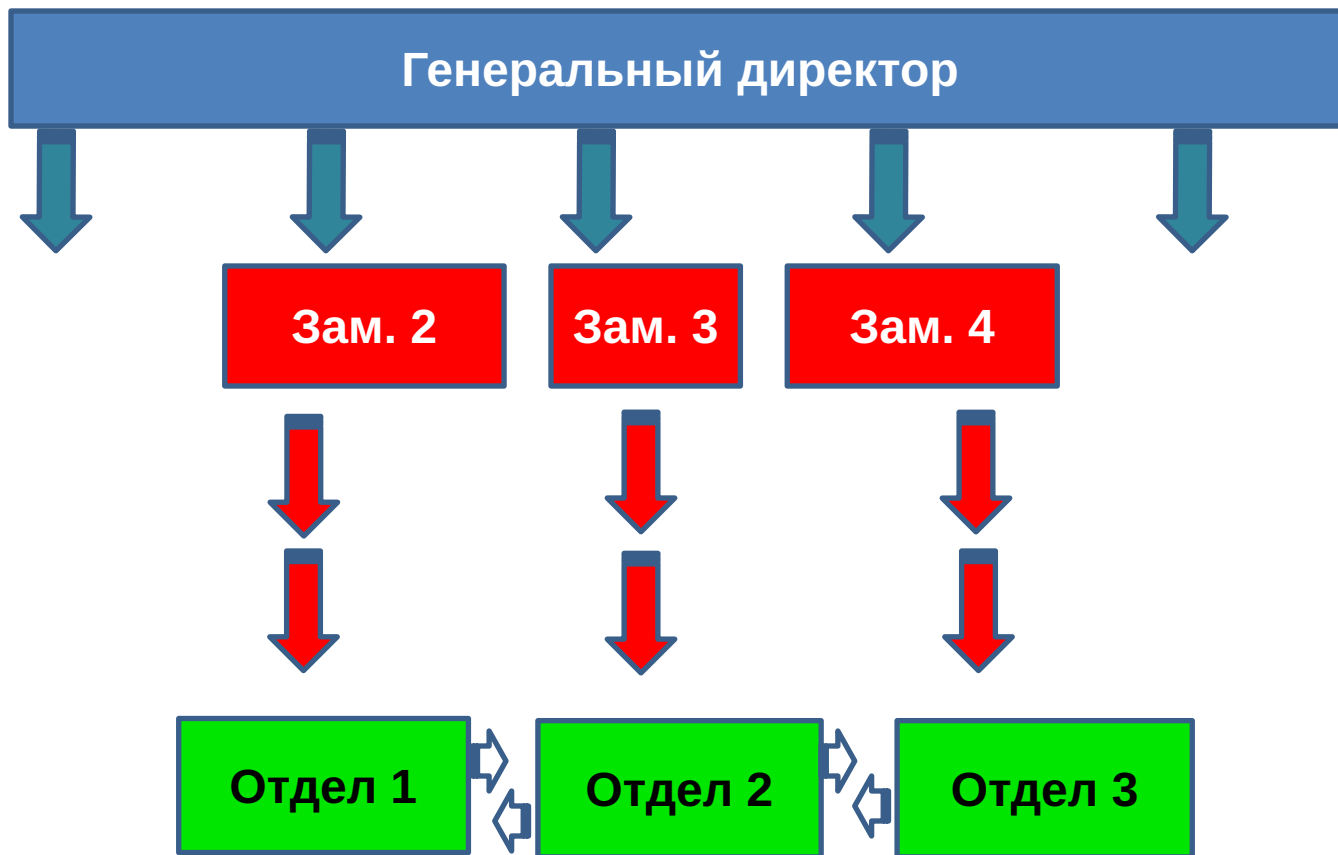 Генеральный директор
Зам. 2
Зам. 3
Зам. 4
Отдел 1
Отдел 2
Отдел 3